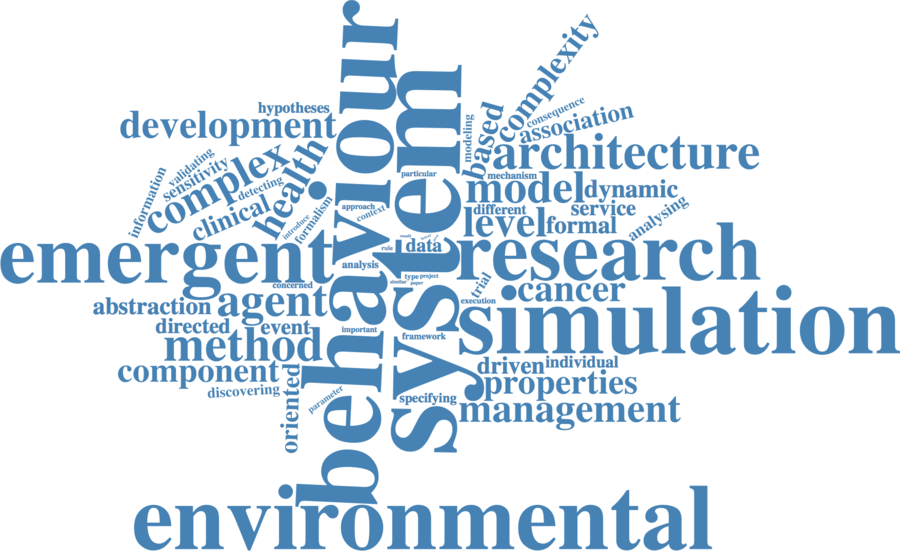 behaviour
system
complexity
hypotheses
development
consequence
association
modeling
based
architecture
validating
sensitivity
complex
health
information
detecting
clinical
particular
mechanism
model
dynamic
introduce
formalism
approach
context
different
service
level
formal
analysing
emergent
rule
data
research
analysis
similar
type
project
paper
trial
concerned
cancer
abstraction
agent
execution
simulation
directed
event
important
framework
method
component
driven
individual
discovering
oriented
parameter
specifying
properties
management
environmental